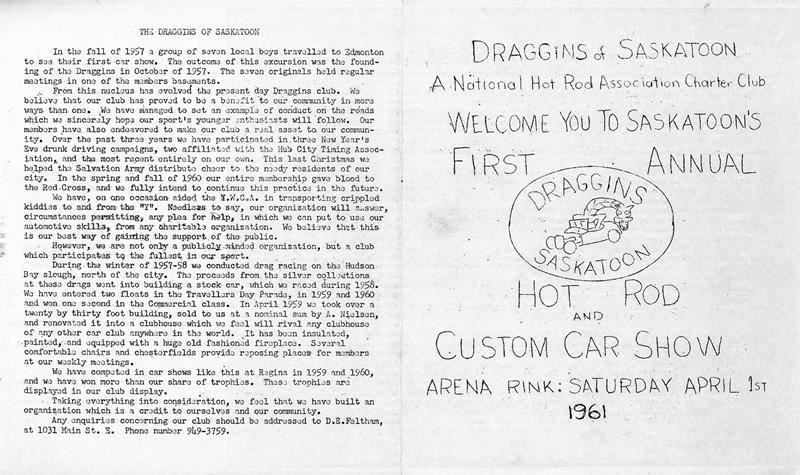 THE DRAGGINS OF SASKATOON
In the fall of 1957 a group of seven local boys travelled to Edmonton
to see their first car show. The outcome of this excursion was the found-
ing of the Draggins in October of 1957. The seven originals held regular
meetings in one of the members basements.
From this nucleus has evolved the present day Draggins club. We
believe that our club has proved to be a benefit to our community in more
ways than one. We have managed to set an example of conduct on the roads
which we sincerely hope our sport's younger enthusiasts will follow. Our
members have also endeavored to make our club a real asset to our commun-
ity. Over the past three years we have participated in three New Year's
Eve drunk driving campaigns, two affiliated with the Hub City Timing Assoc-
iation, and the most recent entirely on our own. This last Christmas we
helped the Salvation Army distribute cheer to the needy residents of our
city. In the spring and fall of 1960 our entire membership gave blood to
the Red Cross, and we fully intend to continue this practice in the future.
We have, on one occasion aided the Y.W.C.A. in transporting crippled
kiddies to and from the "Y". Needless to say, our organization will answer,
circumstances permitting, any plea for help, in which we can put to use our
automotive skills, from any charitable organization. We believe that this
is our best way of gaining the support of the public.
However, we are not only a publicly minded organization, but a club
which participates to the fullest in our sport.
During the winter of 1957-58 we conducted drag racing on the Hudson
Bay slough, north of the city. The proceeds from the silver collections
at these drags went into building a stock car, which we raced during 1958.
We have entered two floats in the Travellers Day Parade, in 1959 and 1960
and won one second in the Commercial class. In April 1959 we took over a
twenty by thirty foot building, sold to us at a nominal sum by A. Nielsen,
and renovated it into a clubhouse which we feel will rival any clubhouse
of any other car club anywhere in the world. It has been insulated,
painted, and equipped with a huge old fashioned fireplace. Several
comfortable chairs and chesterfields provide reposing places for members
at our weekly meetings.
We have competed in car shows like this at Regina in 1959 and 1960,
and we have won more than our share of trophies. These trophies are
displayed in our club display.
Taking everything into consideration, we feel that we have built an
organization which is a credit to ourselves and our community.
Any enquiries concerning our club should be addressed to D.E.Feltham,
at 1031 Main St. E. Phone number 949-3759.
DRAGGINS of SASKATOON
A National Hot Rod Association Charter Club
WELCOME YOU TO SASKATOON'S
FIRST ANNUAL
DRAGGINS
SASKATOON
HOT ROD
AND
CUSTOM CAR SHOW
ARENA RINK: SATURDAY APRIL 1ST
1961